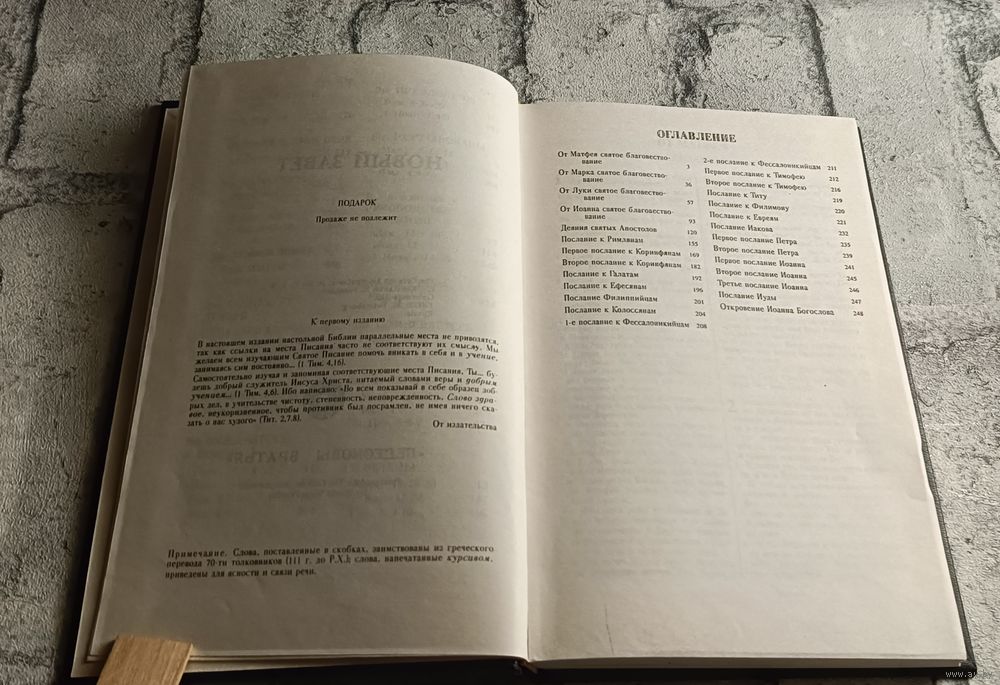 НОВЫЙ ЗАВЕТ
ПОДАРОК
Продаже не подлежит
К первому изданию
В настоящем издании настольной Библии параллельные места не приводятся,
так как ссылки на места Писания часто не соответствуют их смыслу. Мы
желаем всем изучающим Святое Писание помочь вникать в себя и в учение,
занимаясь сим постоянно... (1 Тим. 4,16).
Самостоятельно изучая и запоминая соответствующие места Писания, Ты... бу-
дешь добрый служитель Иисуса Христа, питаемый словами веры и добрым
учением... (1 Тим. 4,6). Ибо написано: «Во всем показывай в себе образец доб-
рых дел, в учительстве чистоту, степенность, неповрежденность, Слово здра-
вое, неукоризненное, чтобы противник был посрамлен, не имея ничего ска-
зать о нас худого» (Тит. 2,7.8).
От издательства
«ГЕДЕОНОВЫ БРАТЬЯ»
Примечание. Слова, поставленные в скобках, заимствованы из греческого
перевода 70-ти толковников (111 г. до Р.Х.); слова, напечатанные курсивом,
приведены для ясности и связи речи.
ОГЛАВЛЕНИЕ
От Матфея святое благовество-
вание 3
От Марка святое благовество-
вание 36
От Луки святое благовество-
вание 57
От Иоанна святое благовество-
вание 93
Деяния святых Апостолов 120
Послание к Римлянам 155
Первое послание к Коринфянам 169
Второе послание к Коринфянам 182
Послание к Галатам 192
Послание к Ефесянам 196
Послание Филиппийцам 201
Послание к Колоссянам 204
1-е послание к Фессалоникийцам 208
2-е послание к Фессалоникийцам 211
Первое послание к Тимофею 212
Второе послание к Тимофею 216
Послание к Титу 219
Послание к Филимону 220
Послание к Евреям 221
Послание Иакова 232
Первое послание Петра 235
Второе послание Петра 239
Первое послание Иоанна 241
Второе послание Иоанна 245
Третье послание Иоанна 246
Послание Иуды 247
Откровение Иоанна Богослова 248